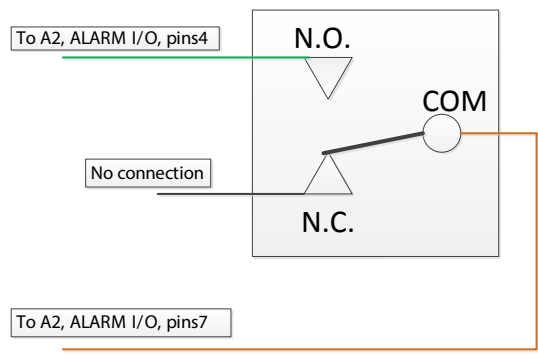 To A2, ALARM I/O, pins4
N.O.
COM
No connection
N.C.
To A2, ALARM I/O, pins7